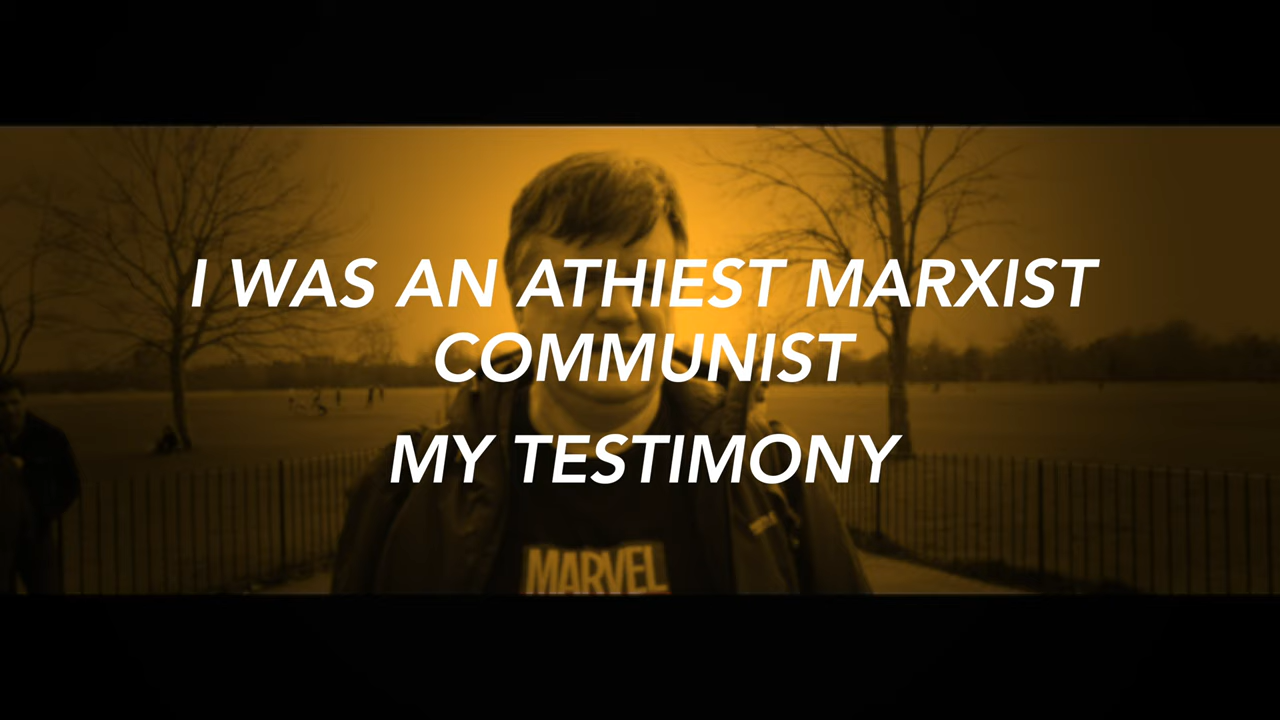 I WAS AN ATHIEST MARXIST
COMMUNIST
MY TESTIMONY
MARVEL